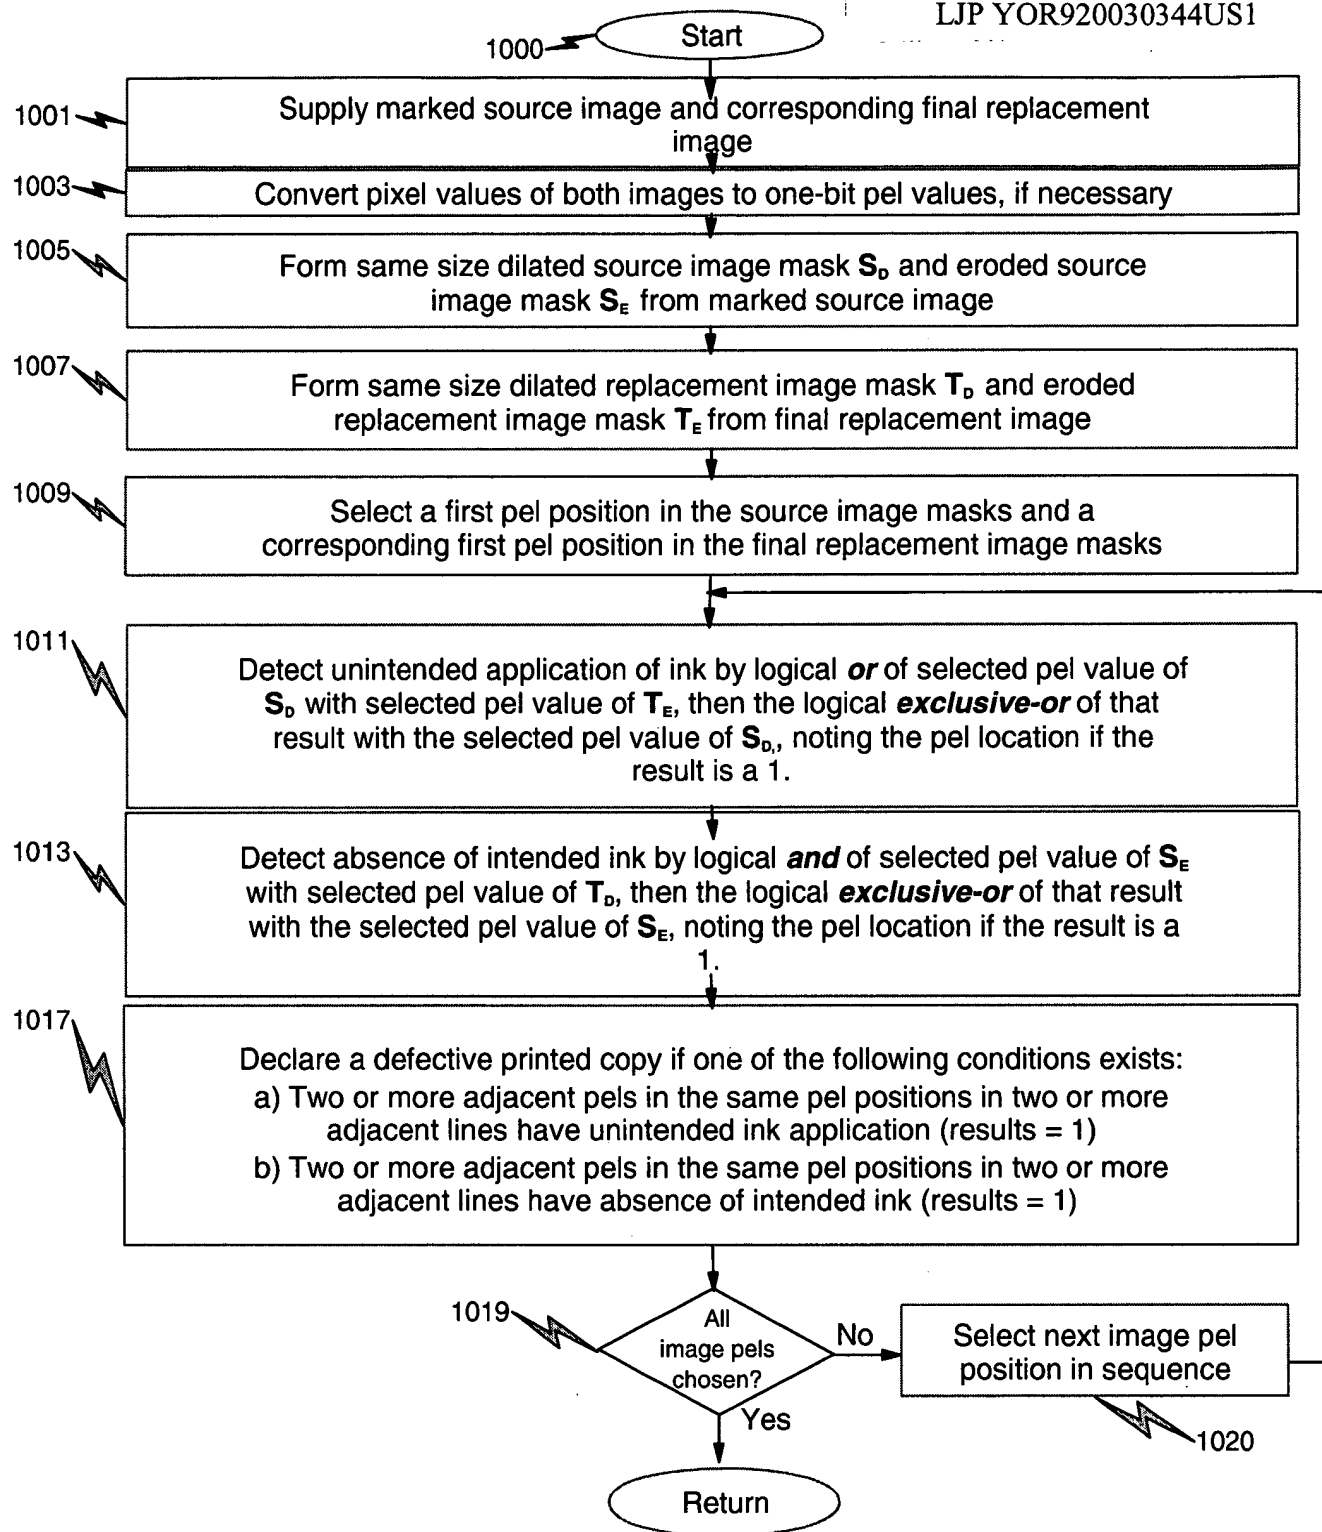 LJP YOR920030344US1
1000
Start
1001
Supply marked source image and corresponding final replacement
image
1003
Convert pixel values of both images to one-bit pel values, if necessary
1005
Form same size dilated source image mask S_D and eroded source
image mask S_E from marked source image
1007
Form same size dilated replacement image mask T_D and eroded
replacement image mask T_E from final replacement image
1009
Select a first pel position in the source image masks and a
corresponding first pel position in the final replacement image masks
1011
Detect unintended application of ink by logical or of selected pel value of
S_D with selected pel value of T_E, then the logical exclusive-or of that
result with the selected pel value of S_D,, noting the pel location if the
result is a 1.
1013
Detect absence of intended ink by logical and of selected pel value of S_E
with selected pel value of T_D, then the logical exclusive-or of that result
with the selected pel value of S_E, noting the pel location if the result is a
1.
1017
Declare a defective printed copy if one of the following conditions exists:
a) Two or more adjacent pels in the same pel positions in two or more
adjacent lines have unintended ink application (results = 1)
b) Two or more adjacent pels in the same pel positions in two or more
adjacent lines have absence of intended ink (results = 1)
1019
All
image pels
chosen?
No
Select next image pel
position in sequence
Yes
1020
Return